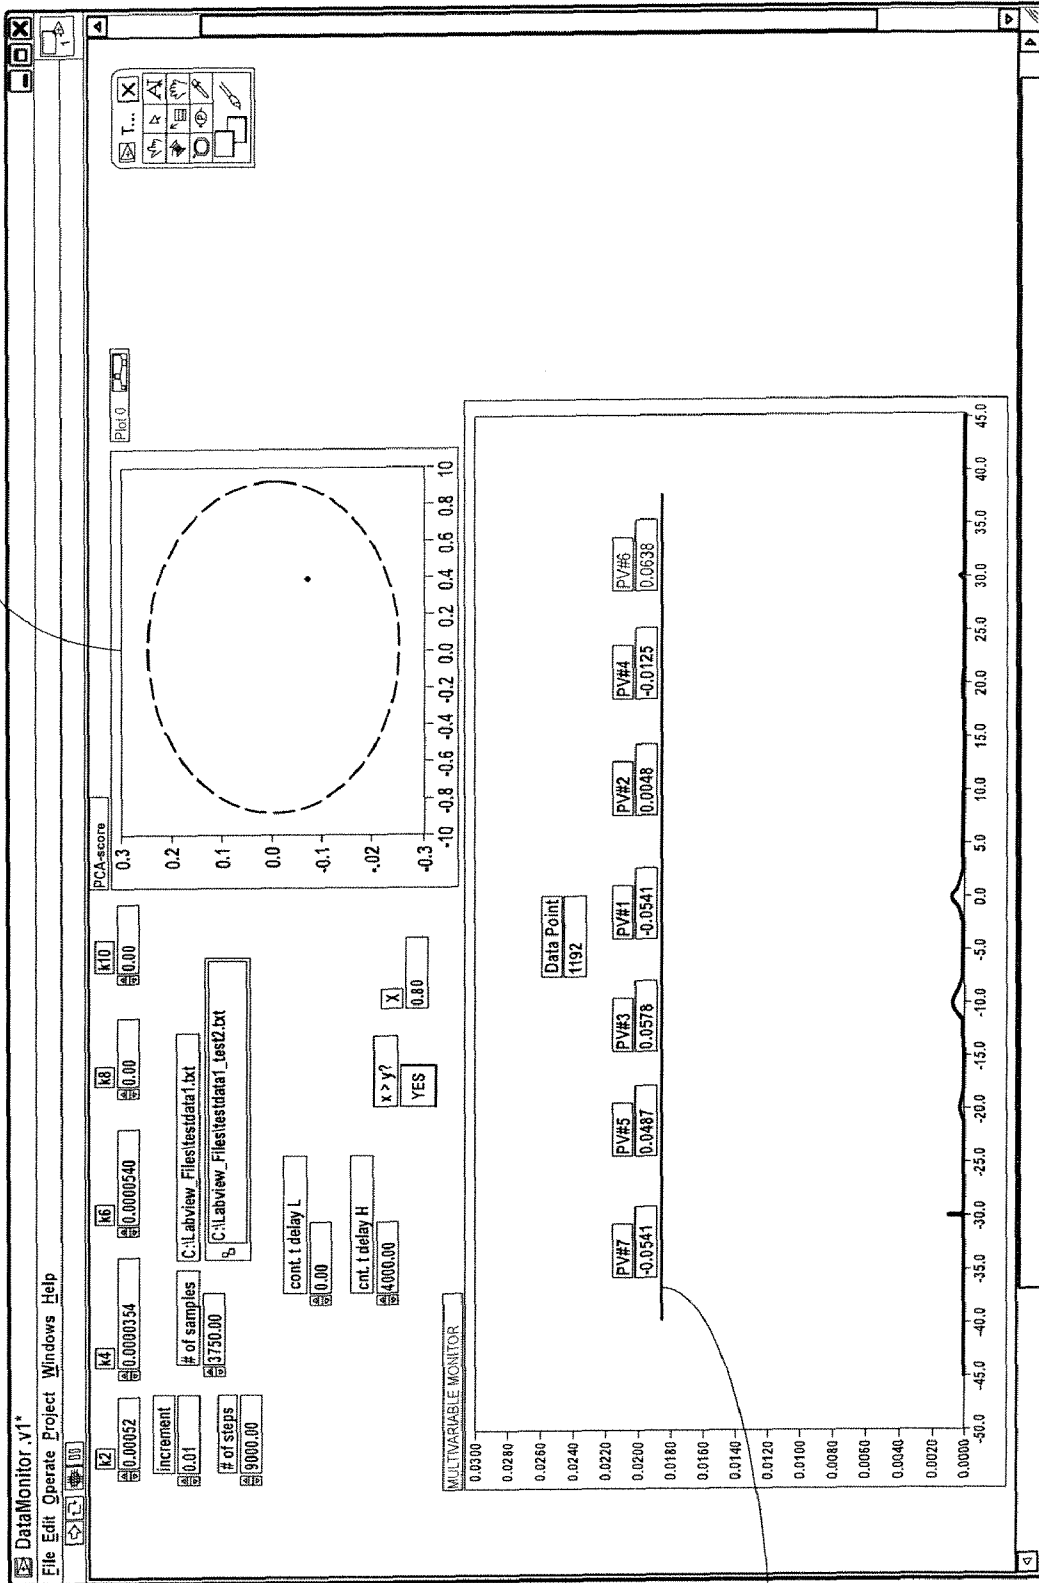 DataMonitor .v1*
File Edit Operate Project Windows Help
1
k2
0.00052
k4
0.0000354
k6
0.0000540
k8
0.00
k10
0.00
increment
0.01
# of samples
3750.00
C:\Labview_Files\testdata1.txt
C:\Labview_Files\testdata1_test2.txt
# of steps
9000.00
cont. t delay L
0.00
cnt. t delay H
4000.00
x > y?
YES
X
0.80
PCA-score
Plot 0
0.3
0.2
0.1
0.0
-0.1
-.02
-0.3
-10 -0.8 -0.6 -0.4 -0.2 0.0 0.2 0.4 0.6 0.8 10
T... X
A
P
MULTIVARIABLE MONITOR
0.0300
0.0280
0.0260
0.0240
0.0220
0.0200
0.0180
0.0160
0.0140
0.0120
0.0100
0.0080
0.0060
0.0040
0.0020
0.0000
-50.0 -45.0 -40.0 -35.0 -30.0 -25.0 -20.0 -15.0 -10.0 -5.0 0.0 5.0 10.0 15.0 20.0 25.0 30.0 35.0 40.0 45.0
Data Point
1192
PV#7
-0.0541
PV#5
0.0487
PV#3
0.0578
PV#1
-0.0541
PV#2
0.0048
PV#4
-0.0125
PV#6
0.0638